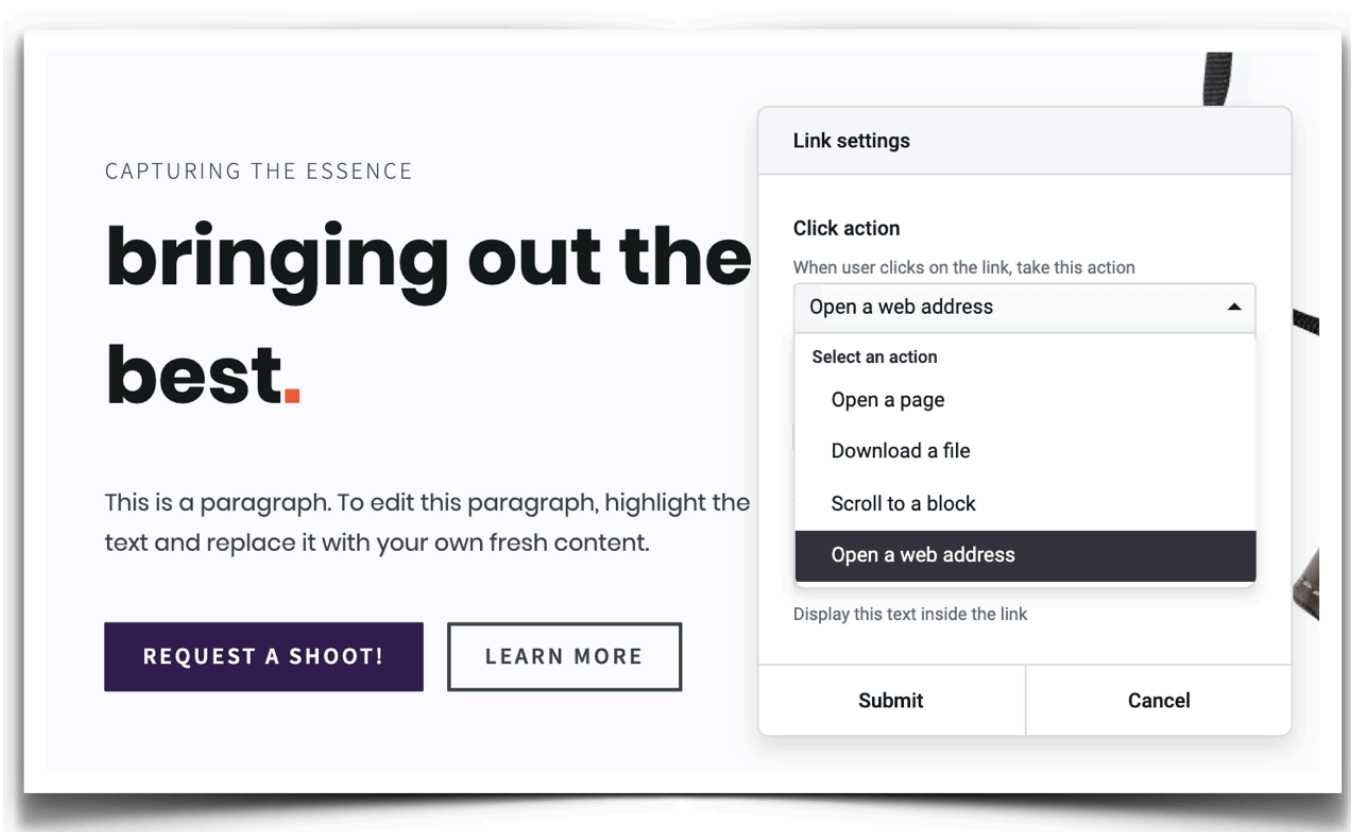 CAPTURING THE ESSENCE
bringing out the
best.
This is a paragraph. To edit this paragraph, highlight the
text and replace it with your own fresh content.
REQUEST A SHOOT!
LEARN MORE
Link settings
Click action
When user clicks on the link, take this action
Open a web address
Select an action
Open a page
Download a file
Scroll to a block
Open a web address
Display this text inside the link
Submit
Cancel